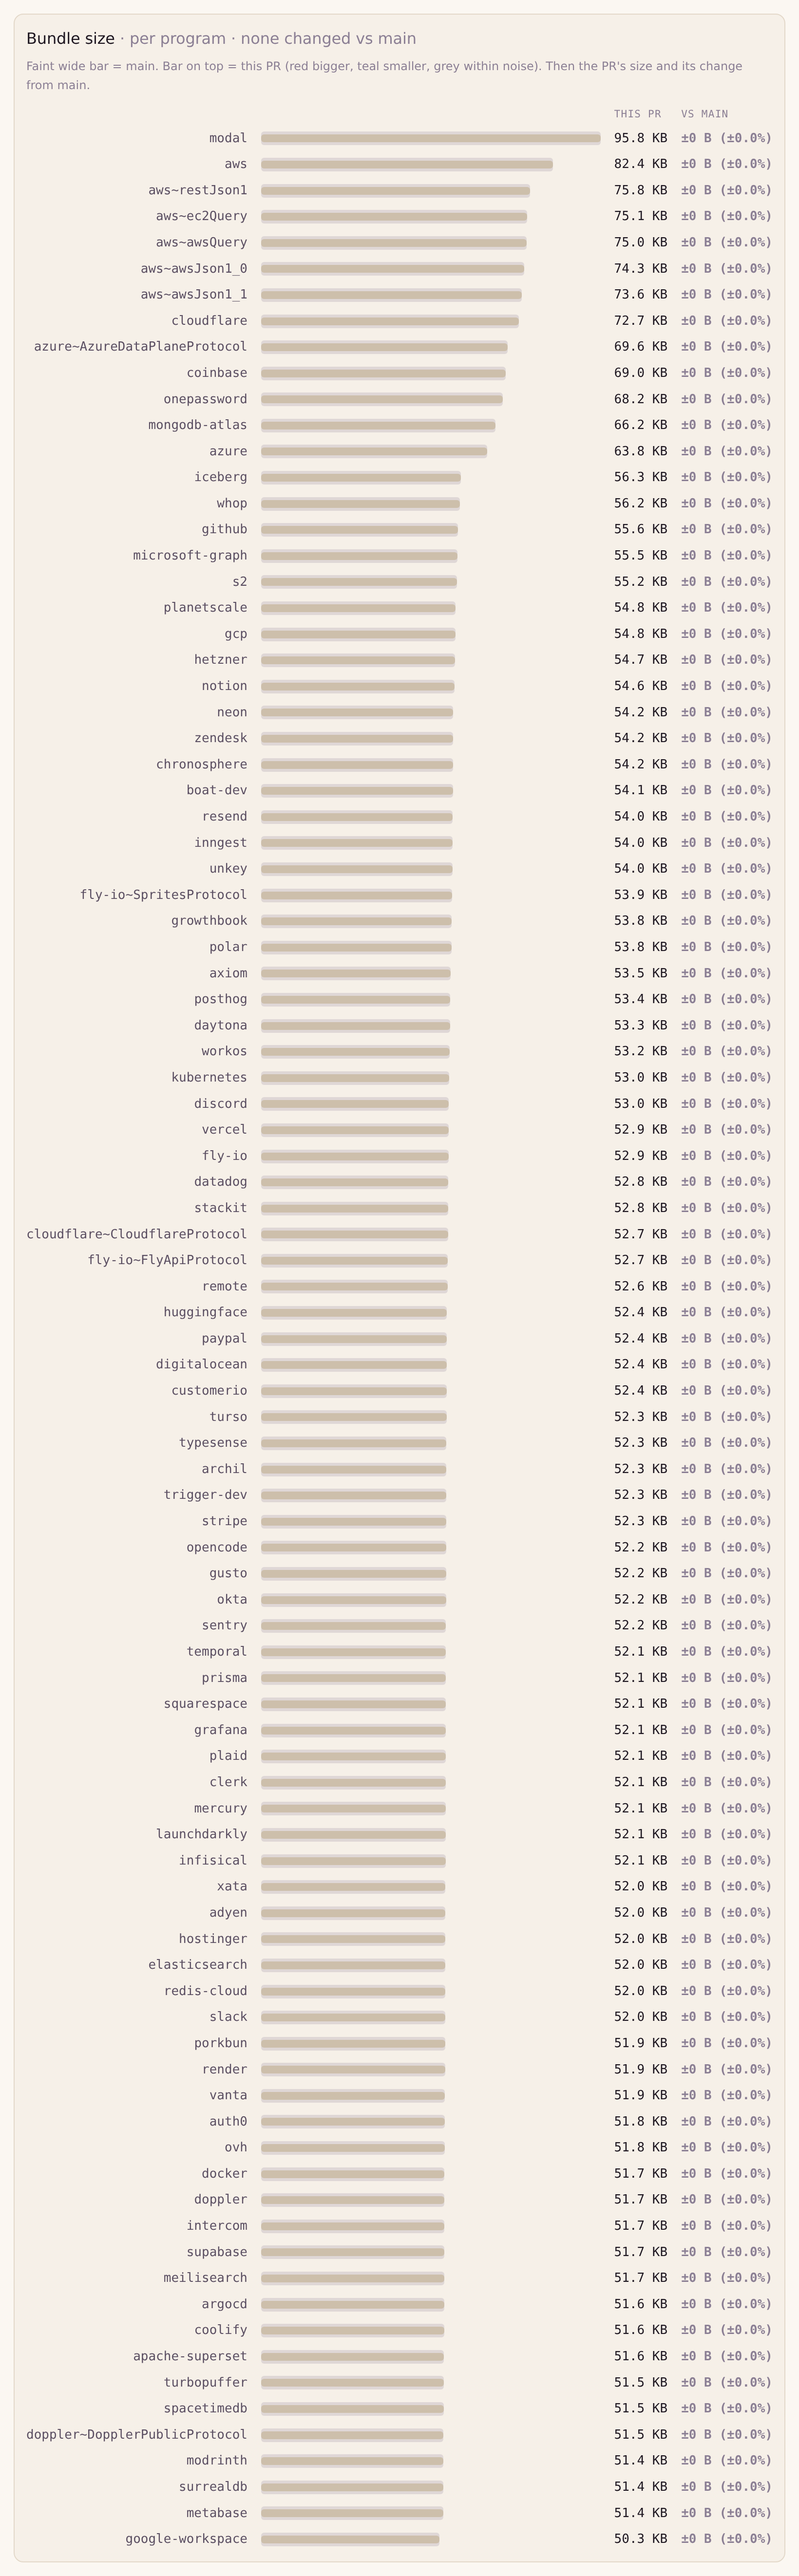 Bundle size · per program · none changed vs main
Faint wide bar = main. Bar on top = this PR (red bigger, teal smaller, grey within noise). Then the PR's size and its change
from main.
THIS PR VS MAIN
modal 95.8 KB ±0 B (±0.0%)
aws 82.4 KB ±0 B (±0.0%)
aws~restJson1 75.8 KB ±0 B (±0.0%)
aws~ec2Query 75.1 KB ±0 B (±0.0%)
aws~awsQuery 75.0 KB ±0 B (±0.0%)
aws~awsJson1_0 74.3 KB ±0 B (±0.0%)
aws~awsJson1_1 73.6 KB ±0 B (±0.0%)
cloudflare 72.7 KB ±0 B (±0.0%)
azure~AzureDataPlaneProtocol 69.6 KB ±0 B (±0.0%)
coinbase 69.0 KB ±0 B (±0.0%)
onepassword 68.2 KB ±0 B (±0.0%)
mongodb-atlas 66.2 KB ±0 B (±0.0%)
azure 63.8 KB ±0 B (±0.0%)
iceberg 56.3 KB ±0 B (±0.0%)
whop 56.2 KB ±0 B (±0.0%)
github 55.6 KB ±0 B (±0.0%)
microsoft-graph 55.5 KB ±0 B (±0.0%)
s2 55.2 KB ±0 B (±0.0%)
planetscale 54.8 KB ±0 B (±0.0%)
gcp 54.8 KB ±0 B (±0.0%)
hetzner 54.7 KB ±0 B (±0.0%)
notion 54.6 KB ±0 B (±0.0%)
neon 54.2 KB ±0 B (±0.0%)
zendesk 54.2 KB ±0 B (±0.0%)
chronosphere 54.2 KB ±0 B (±0.0%)
boat-dev 54.1 KB ±0 B (±0.0%)
resend 54.0 KB ±0 B (±0.0%)
inngest 54.0 KB ±0 B (±0.0%)
unkey 54.0 KB ±0 B (±0.0%)
fly-io~SpritesProtocol 53.9 KB ±0 B (±0.0%)
growthbook 53.8 KB ±0 B (±0.0%)
polar 53.8 KB ±0 B (±0.0%)
axiom 53.5 KB ±0 B (±0.0%)
posthog 53.4 KB ±0 B (±0.0%)
daytona 53.3 KB ±0 B (±0.0%)
workos 53.2 KB ±0 B (±0.0%)
kubernetes 53.0 KB ±0 B (±0.0%)
discord 53.0 KB ±0 B (±0.0%)
vercel 52.9 KB ±0 B (±0.0%)
fly-io 52.9 KB ±0 B (±0.0%)
datadog 52.8 KB ±0 B (±0.0%)
stackit 52.8 KB ±0 B (±0.0%)
cloudflare~CloudflareProtocol 52.7 KB ±0 B (±0.0%)
fly-io~FlyApiProtocol 52.7 KB ±0 B (±0.0%)
remote 52.6 KB ±0 B (±0.0%)
huggingface 52.4 KB ±0 B (±0.0%)
paypal 52.4 KB ±0 B (±0.0%)
digitalocean 52.4 KB ±0 B (±0.0%)
customerio 52.4 KB ±0 B (±0.0%)
turso 52.3 KB ±0 B (±0.0%)
typesense 52.3 KB ±0 B (±0.0%)
archil 52.3 KB ±0 B (±0.0%)
trigger-dev 52.3 KB ±0 B (±0.0%)
stripe 52.3 KB ±0 B (±0.0%)
opencode 52.2 KB ±0 B (±0.0%)
gusto 52.2 KB ±0 B (±0.0%)
okta 52.2 KB ±0 B (±0.0%)
sentry 52.2 KB ±0 B (±0.0%)
temporal 52.1 KB ±0 B (±0.0%)
prisma 52.1 KB ±0 B (±0.0%)
squarespace 52.1 KB ±0 B (±0.0%)
grafana 52.1 KB ±0 B (±0.0%)
plaid 52.1 KB ±0 B (±0.0%)
clerk 52.1 KB ±0 B (±0.0%)
mercury 52.1 KB ±0 B (±0.0%)
launchdarkly 52.1 KB ±0 B (±0.0%)
infisical 52.1 KB ±0 B (±0.0%)
xata 52.0 KB ±0 B (±0.0%)
adyen 52.0 KB ±0 B (±0.0%)
hostinger 52.0 KB ±0 B (±0.0%)
elasticsearch 52.0 KB ±0 B (±0.0%)
redis-cloud 52.0 KB ±0 B (±0.0%)
slack 52.0 KB ±0 B (±0.0%)
porkbun 51.9 KB ±0 B (±0.0%)
render 51.9 KB ±0 B (±0.0%)
vanta 51.9 KB ±0 B (±0.0%)
auth0 51.8 KB ±0 B (±0.0%)
ovh 51.8 KB ±0 B (±0.0%)
docker 51.7 KB ±0 B (±0.0%)
doppler 51.7 KB ±0 B (±0.0%)
intercom 51.7 KB ±0 B (±0.0%)
supabase 51.7 KB ±0 B (±0.0%)
meilisearch 51.7 KB ±0 B (±0.0%)
argocd 51.6 KB ±0 B (±0.0%)
coolify 51.6 KB ±0 B (±0.0%)
apache-superset 51.6 KB ±0 B (±0.0%)
turbopuffer 51.5 KB ±0 B (±0.0%)
spacetimedb 51.5 KB ±0 B (±0.0%)
doppler~DopplerPublicProtocol 51.5 KB ±0 B (±0.0%)
modrinth 51.4 KB ±0 B (±0.0%)
surrealdb 51.4 KB ±0 B (±0.0%)
metabase 51.4 KB ±0 B (±0.0%)
google-workspace 50.3 KB ±0 B (±0.0%)